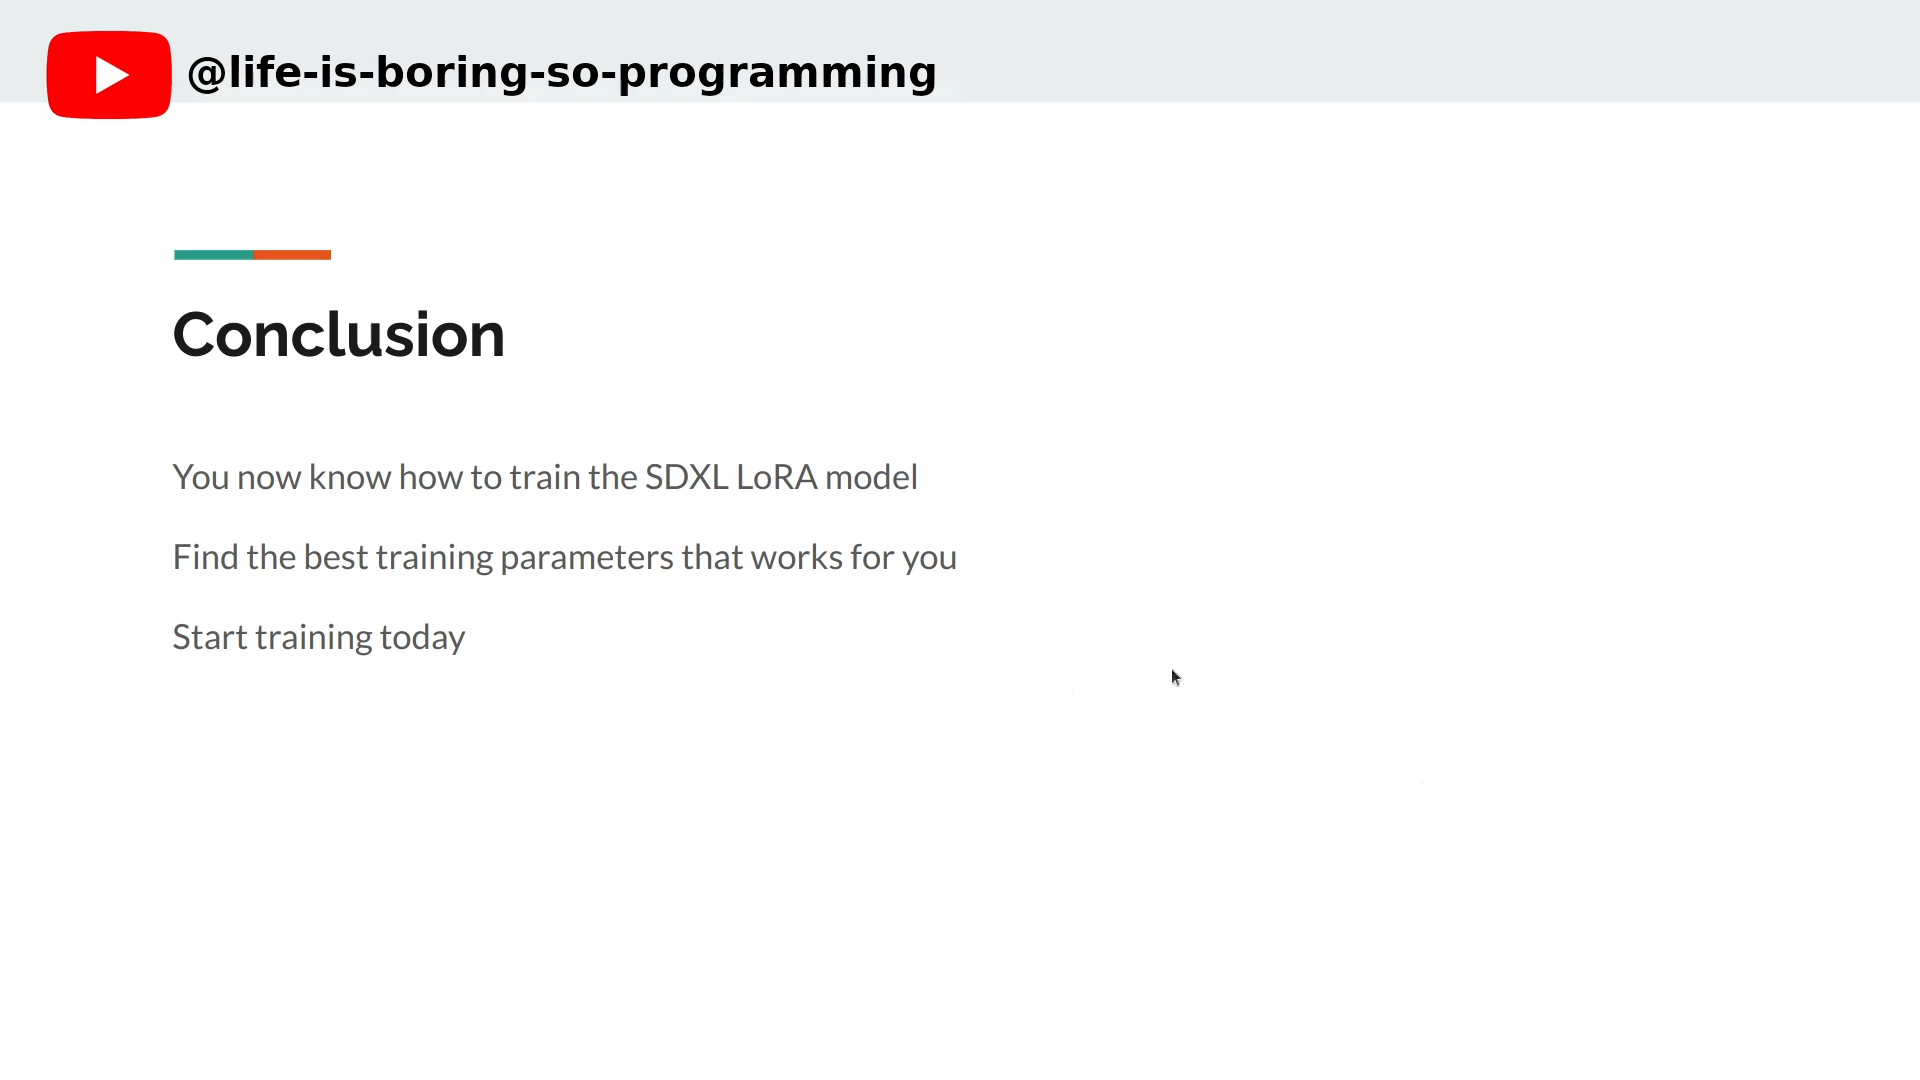 @life-is-boring-so-programming
Conclusion
You now know how to train the SDXL LoRA model
Find the best training parameters that works for you
Start training today